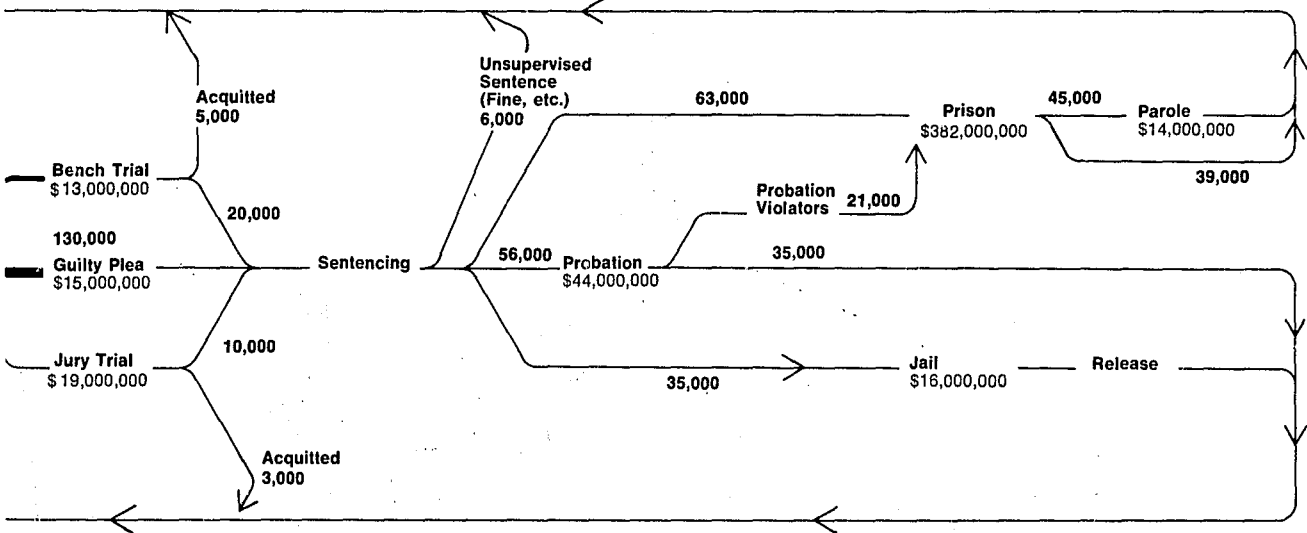 Unsupervised
Sentence
(Fine, etc.)
6,000
Acquitted
5,000
63,000
Prison
$382,000,000
45,000
Parole
$14,000,000
39,000
Bench Trial
$13,000,000
20,000
Probation
Violators
21,000
130,000
Guilty Plea
$15,000,000
Sentencing
56,000
Probation
$44,000,000
35,000
Jury Trial
$19,000,000
10,000
35,000
Jail
$16,000,000
Release
Acquitted
3,000